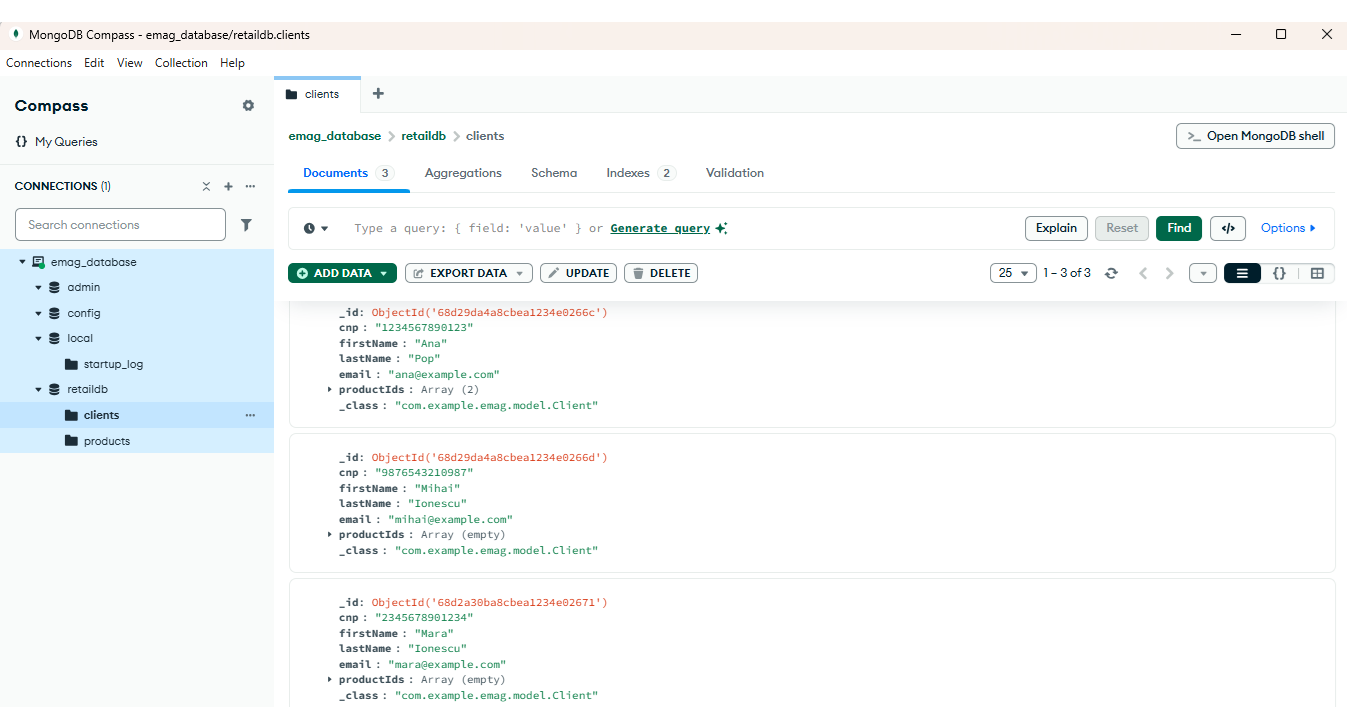 MongoDB Compass - emag_database/retaildb.clients
Connections Edit View Collection Help
Compass
{} My Queries
CONNECTIONS (1)
Search connections
emag_database
admin
config
local
startup_log
retaildb
clients
products
clients
emag_database > retaildb > clients
>_ Open MongoDB shell
Documents 3 Aggregations Schema Indexes 2 Validation
Type a query: { field: 'value' } or Generate query
Explain Reset Find </> Options
ADD DATA EXPORT DATA UPDATE DELETE
25 1 – 3 of 3 {}
_id: ObjectId('68d29da4a8cbea1234e0266c')
cnp : "1234567890123"
firstName : "Ana"
lastName : "Pop"
email : "ana@example.com"
productIds : Array (2)
_class : "com.example.emag.model.Client"
_id: ObjectId('68d29da4a8cbea1234e0266d')
cnp : "9876543210987"
firstName : "Mihai"
lastName : "Ionescu"
email : "mihai@example.com"
productIds : Array (empty)
_class : "com.example.emag.model.Client"
_id: ObjectId('68d2a30ba8cbea1234e02671')
cnp : "2345678901234"
firstName : "Mara"
lastName : "Ionescu"
email : "mara@example.com"
productIds : Array (empty)
_class : "com.example.emag.model.Client"